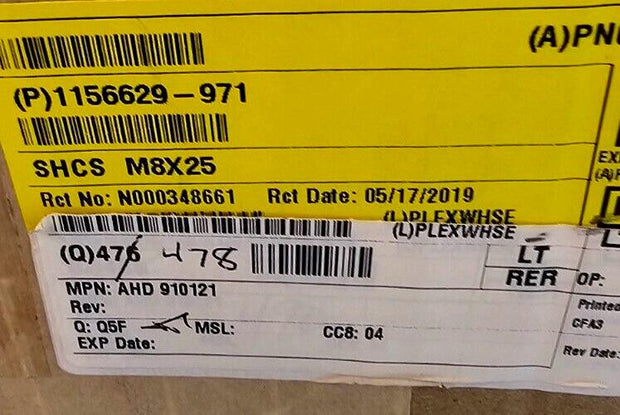 (A)PN
(P)1156629-971
SHCS M8X25
EX
(A)
Rct No: N000348661 Rct Date: 05/17/2019
(L)PLEXWHSE
(L)PLEXWHSE
(Q)476 478
LT
RER OP:
MPN: AHD 910121
Rev:
Printed
CFA3
Q: Q5F MSL: CC8: 04
EXP Date:
Rev Date: